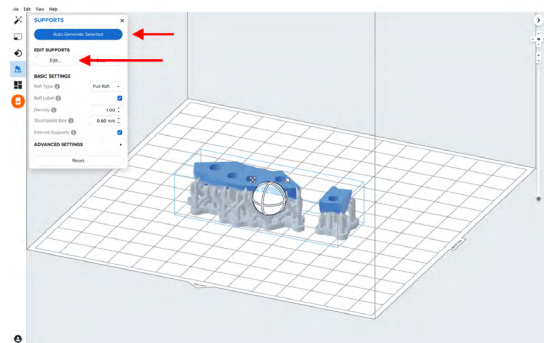 File Edit View Help
SUPPORTS
Auto-Generate Selected
EDIT SUPPORTS
Edit...
BASIC SETTINGS
Raft Type Full Raft
Raft Label
Density 1.00
Touchpoint Size 0.60 mm
Internal Supports
ADVANCED SETTINGS
Reset